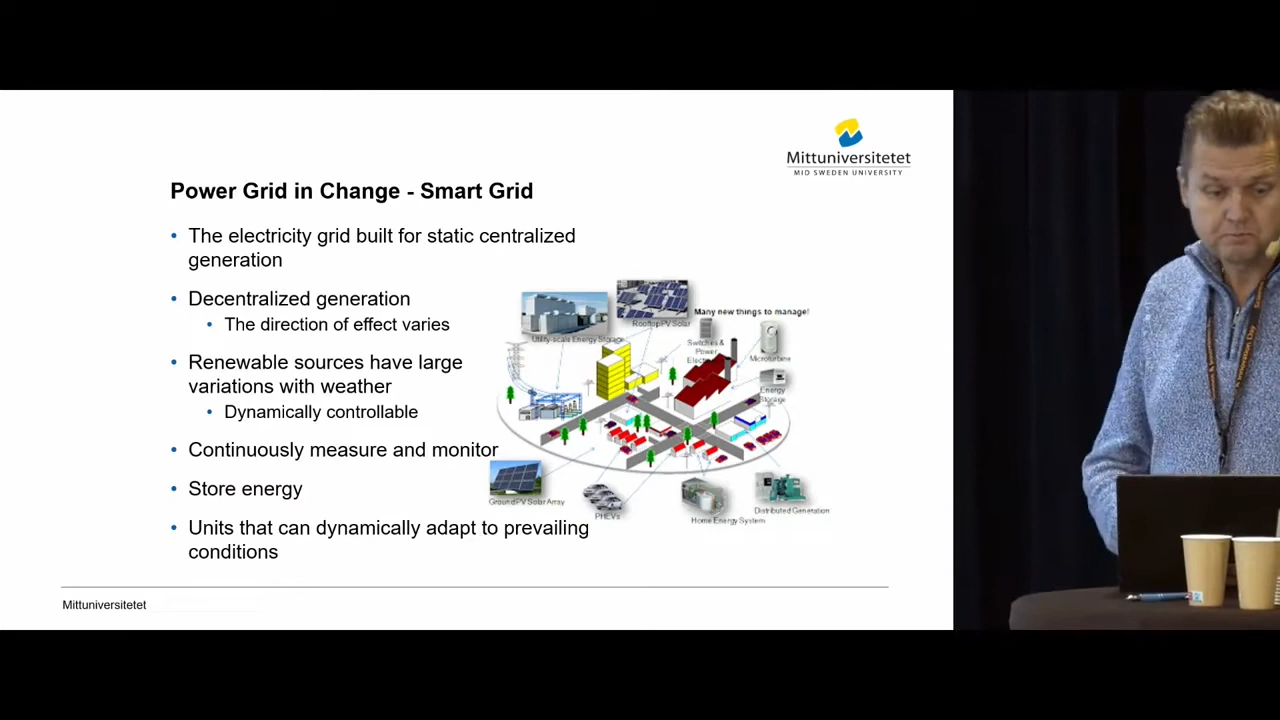 Mittuniversitetet
MID SWEDEN UNIVERSITY
Power Grid in Change - Smart Grid
• The electricity grid built for static centralized
generation
• Decentralized generation
• The direction of effect varies
• Renewable sources have large
variations with weather
• Dynamically controllable
• Continuously measure and monitor
• Store energy
• Units that can dynamically adapt to prevailing
conditions
Many new things to manage!
Rooftop PV Solar
Utility-scale Energy Storage
Switches &
Power
Microturbine
Energy
Storage
Ground PV Solar Array
PHEVs
Home Energy System
Distributed Generation
Mittuniversitetet